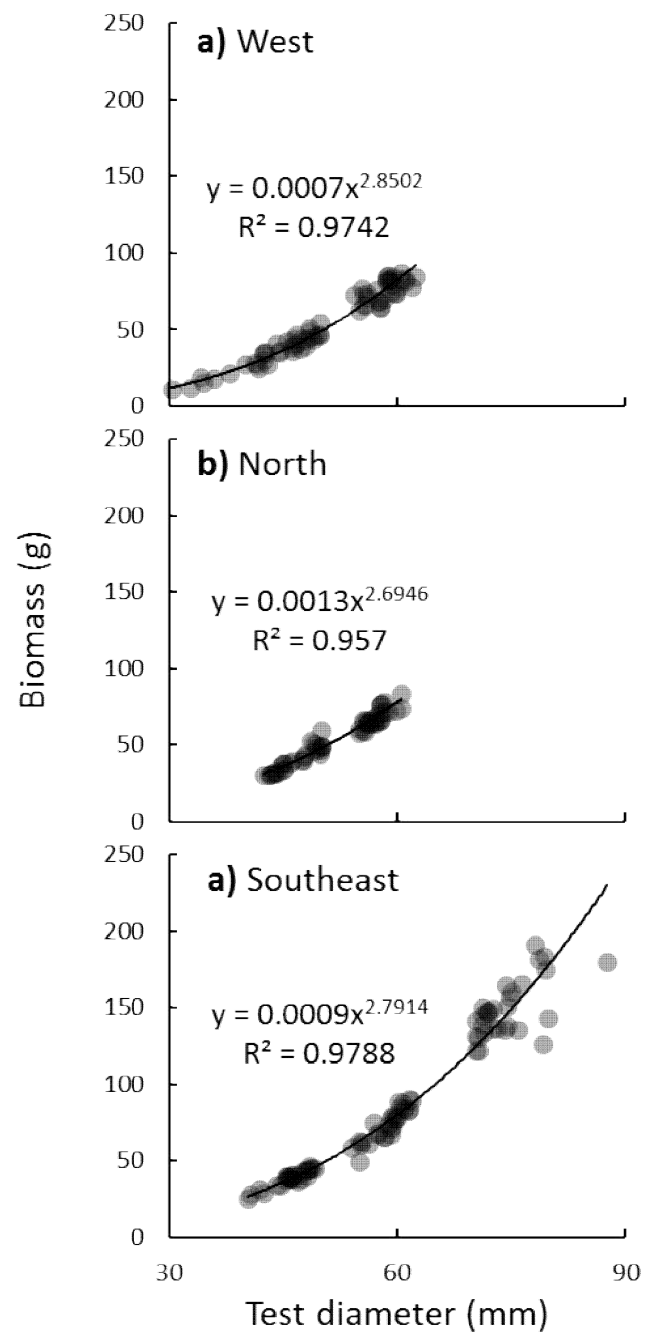 a) West
250
200
150
100
50
0
y = 0.0007x^2.8502
R² = 0.9742
b) North
250
200
150
100
50
0
y = 0.0013x^2.6946
R² = 0.957
Biomass (g)
a) Southeast
250
200
150
100
50
0
y = 0.0009x^2.7914
R² = 0.9788
30 60 90
Test diameter (mm)